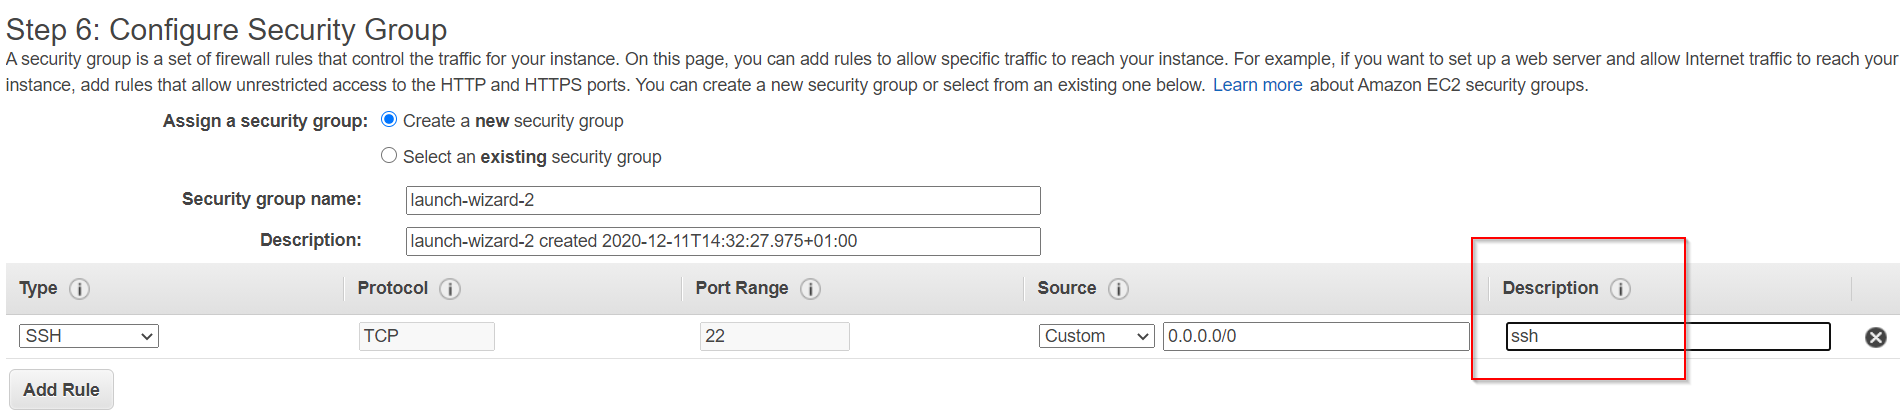 Step 6: Configure Security Group
A security group is a set of firewall rules that control the traffic for your instance. On this page, you can add rules to allow specific traffic to reach your instance. For example, if you want to set up a web server and allow Internet traffic to reach your
instance, add rules that allow unrestricted access to the HTTP and HTTPS ports. You can create a new security group or select from an existing one below. Learn more about Amazon EC2 security groups.
Assign a security group: Create a new security group
Select an existing security group
Security group name: launch-wizard-2
Description: launch-wizard-2 created 2020-12-11T14:32:27.975+01:00
Type i Protocol i Port Range i Source i Description i
SSH TCP 22 Custom 0.0.0.0/0 ssh
Add Rule